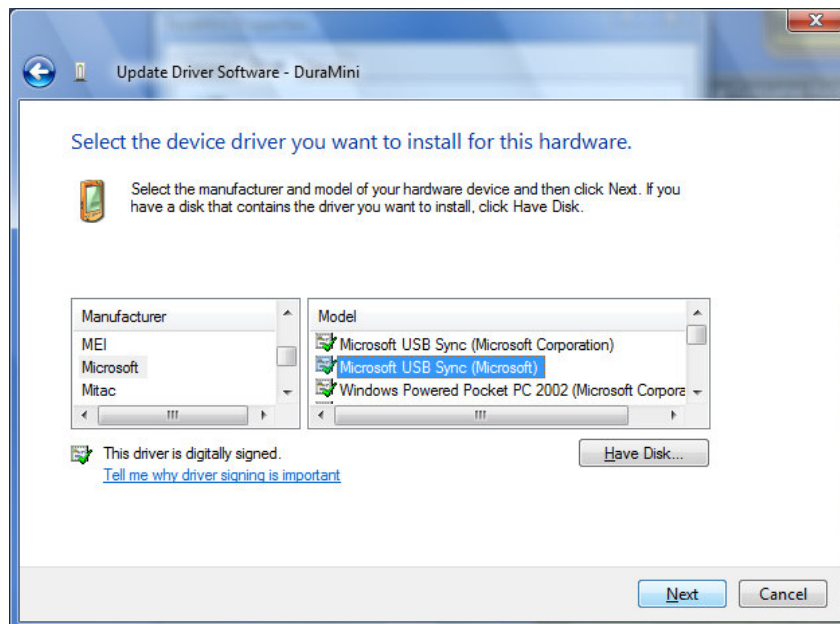 Update Driver Software - DuraMini
Select the device driver you want to install for this hardware.
Select the manufacturer and model of your hardware device and then click Next. If you
have a disk that contains the driver you want to install, click Have Disk.
Manufacturer
MEI
Microsoft
Mitac
Model
Microsoft USB Sync (Microsoft Corporation)
Microsoft USB Sync (Microsoft)
Windows Powered Pocket PC 2002 (Microsoft Corpora
This driver is digitally signed.
Tell me why driver signing is important
Have Disk...
Next
Cancel